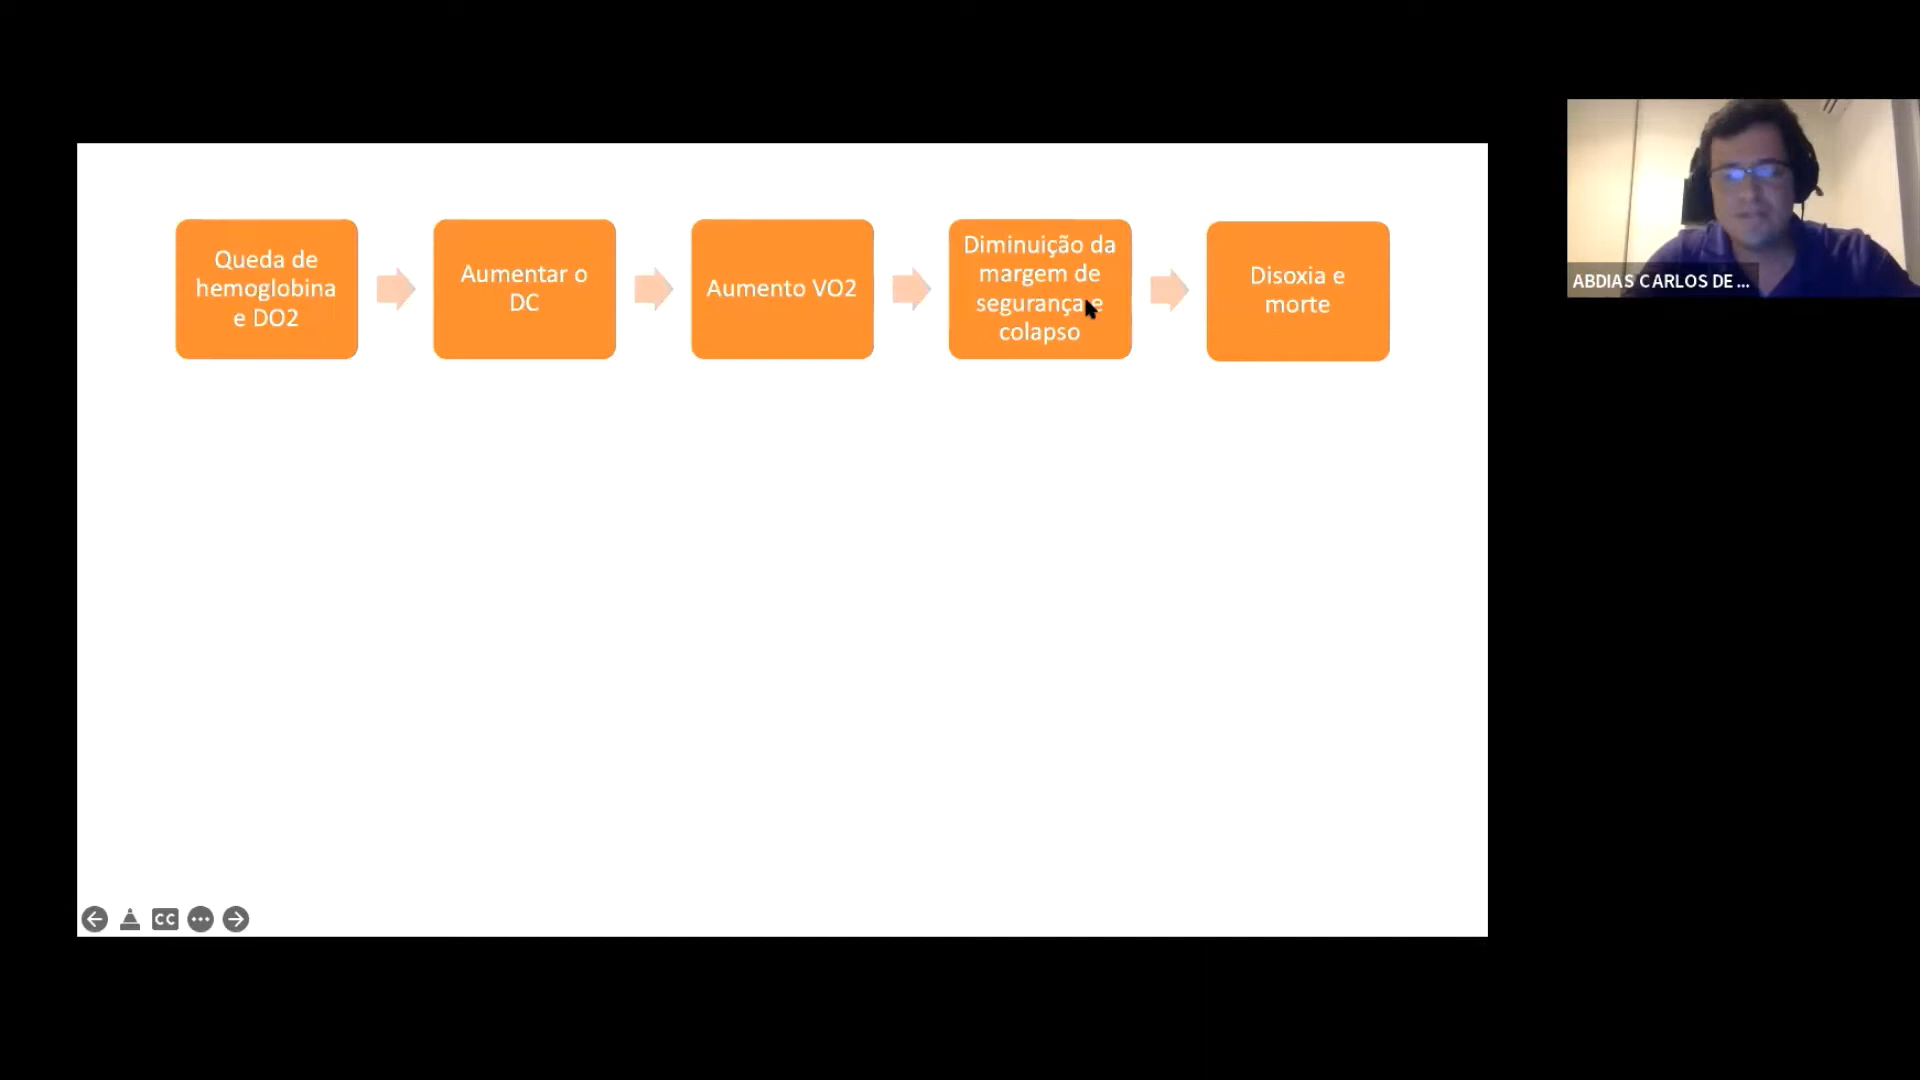 Queda de
hemoglobina
e DO2
Aumentar o
DC
Aumento VO2
Diminuição da
margem de
segurança e
colapso
Disoxia e
morte
ABDIAS CARLOS DE ...
CC